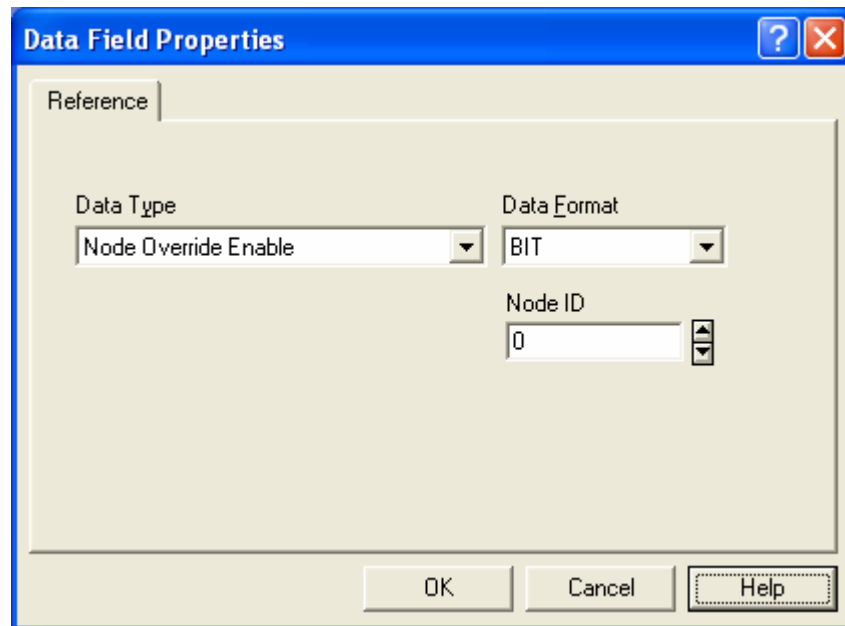 Data Field Properties
Reference
Data Type
Data Format
Node Override Enable
BIT
Node ID
0
OK
Cancel
Help